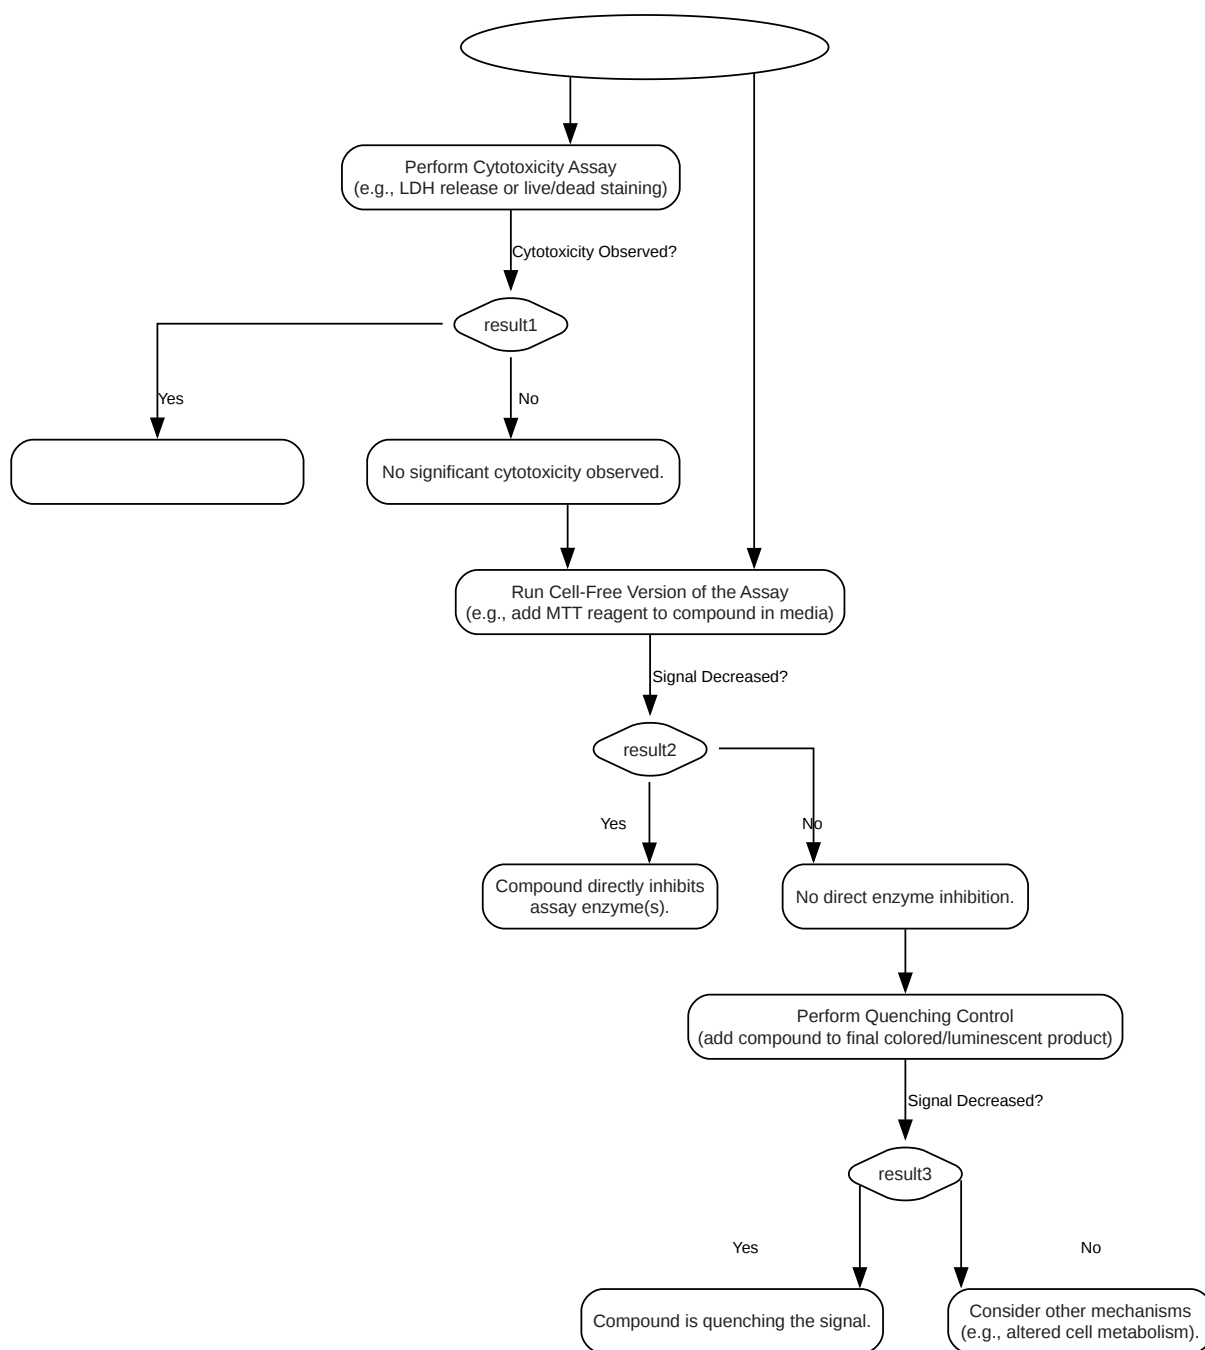 Perform Cytotoxicity Assay
(e.g., LDH release or live/dead staining)
Cytotoxicity Observed?
result1
Yes
No
No significant cytotoxicity observed.
Run Cell-Free Version of the Assay
(e.g., add MTT reagent to compound in media)
Signal Decreased?
result2
Yes
No
Compound directly inhibits
assay enzyme(s).
No direct enzyme inhibition.
Perform Quenching Control
(add compound to final colored/luminescent product)
Signal Decreased?
result3
Yes
No
Compound is quenching the signal.
Consider other mechanisms
(e.g., altered cell metabolism).